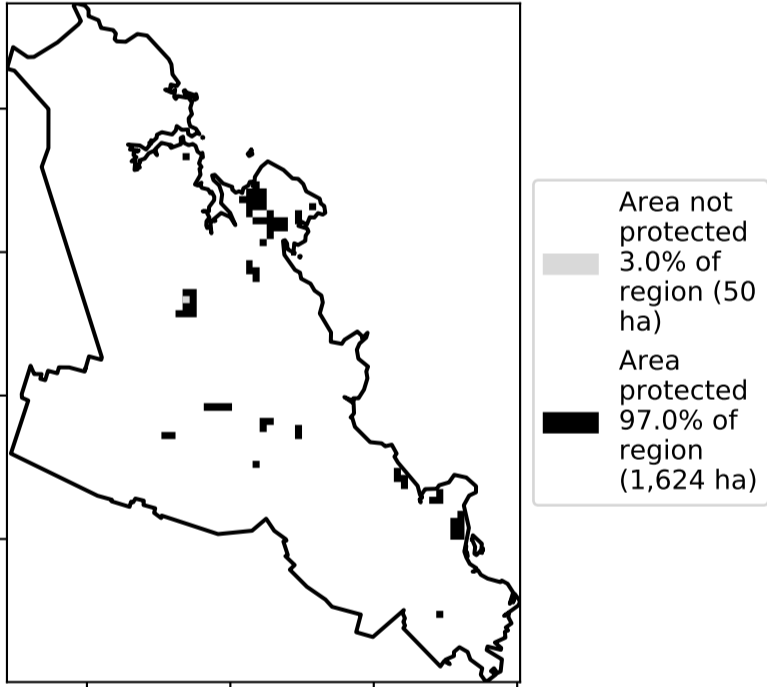 Area not
protected
3.0% of
region (50
ha)
Area
protected
97.0% of
region
(1,624 ha)